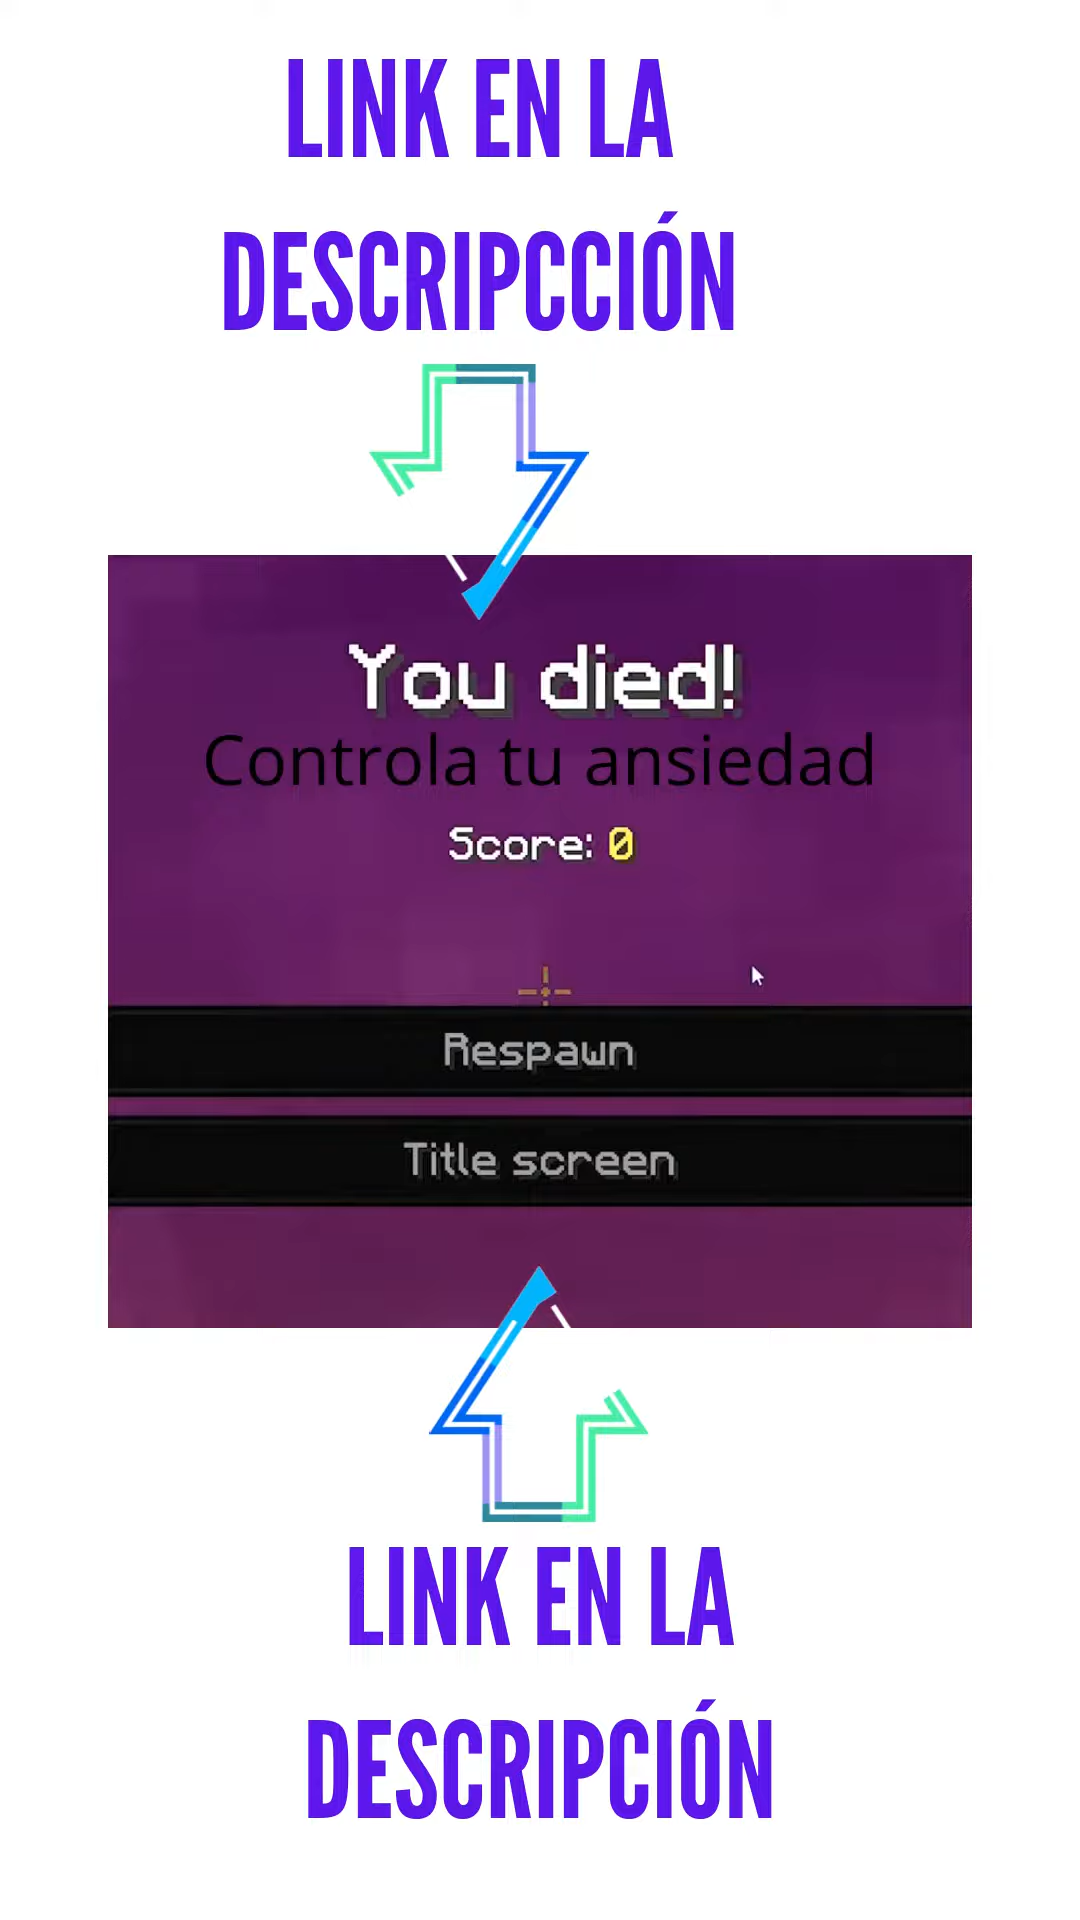 LINK EN LA
DESCRIPCCIÓN
You died!
Controla tu ansiedad
Score: 0
Respawn
Title screen
LINK EN LA
DESCRIPCIÓN